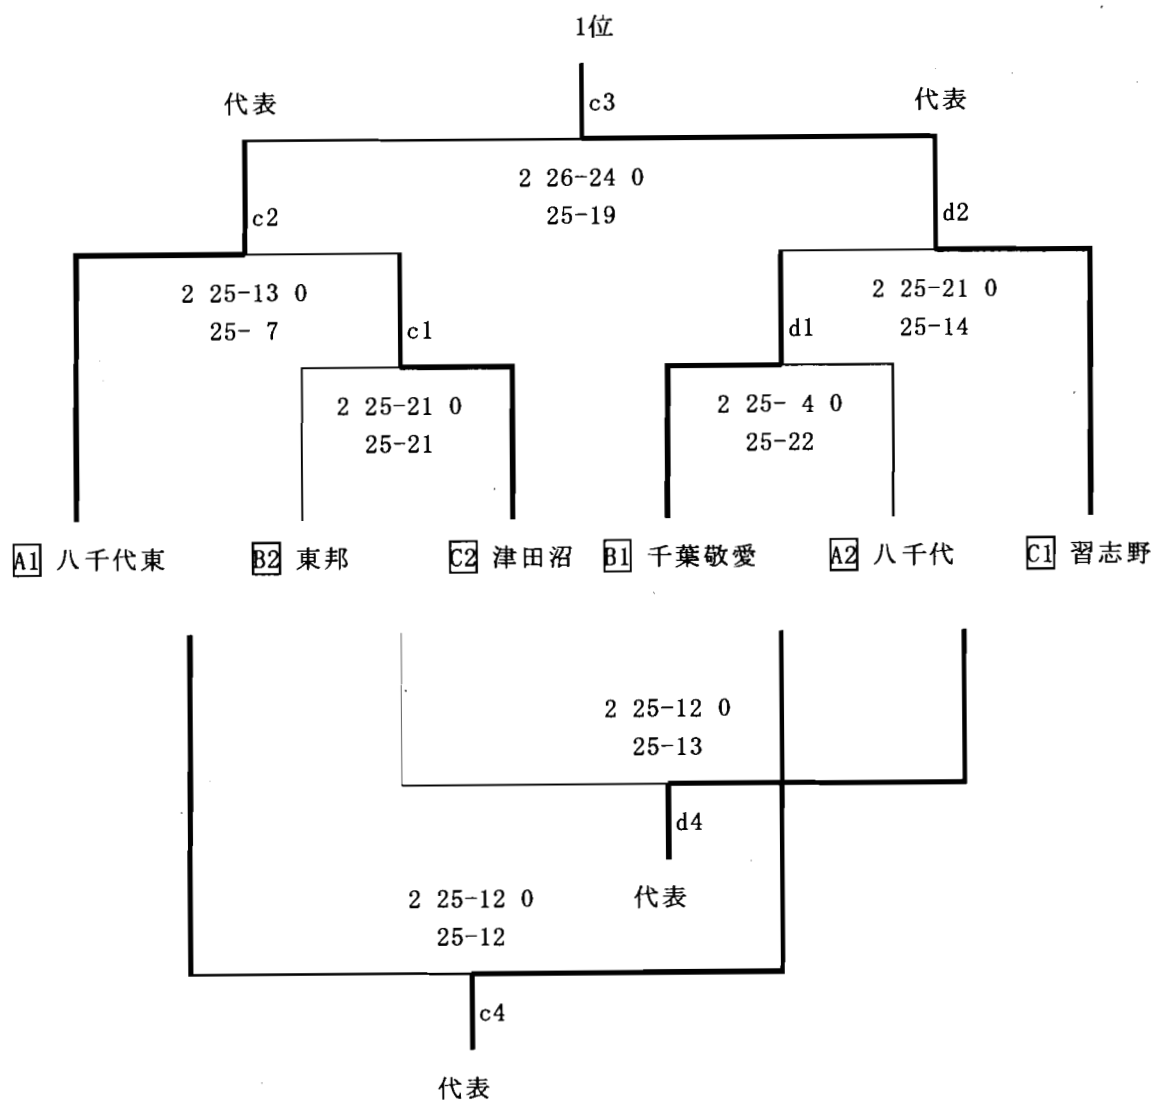 1位
代表
c3
代表
2 26-24 0
25-19
c2
d2
2 25-13 0
25- 7
c1
2 25-21 0
25-14
d1
2 25-21 0
25-21
2 25- 4 0
25-22
A1 八千代東
B2 東邦
C2 津田沼
B1 千葉敬愛
A2 八千代
C1 習志野
2 25-12 0
25-13
d4
代表
2 25-12 0
25-12
c4
代表